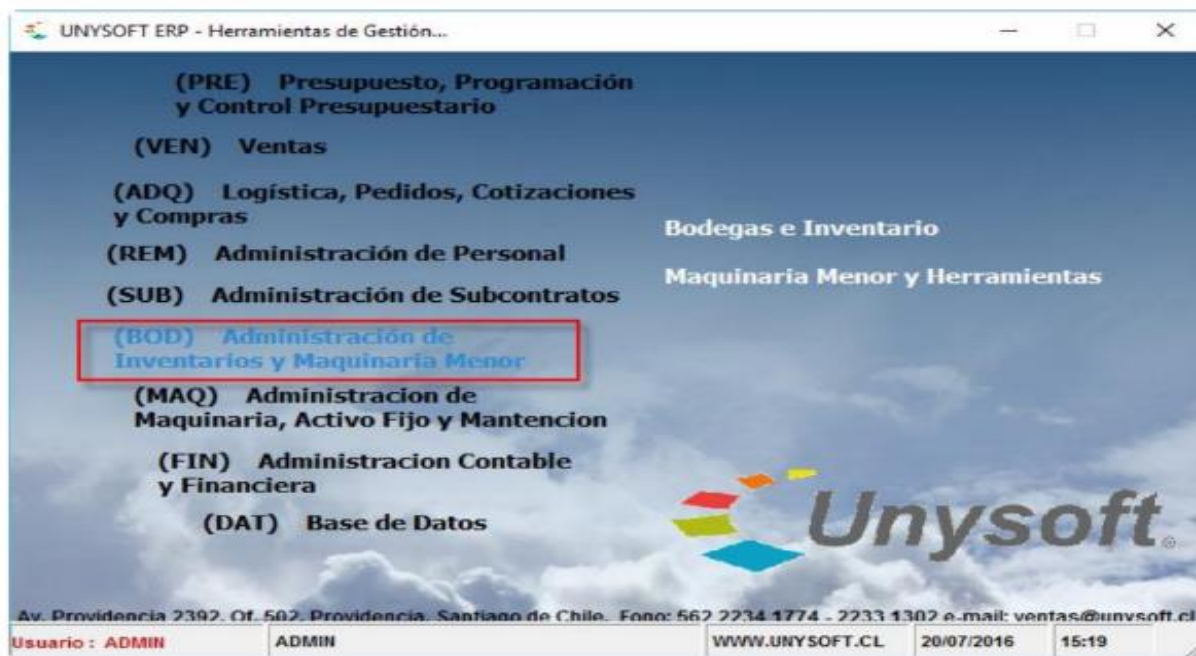 UNYSOFT ERP - Herramientas de Gestión...
(PRE) Presupuesto, Programación
y Control Presupuestario
(VEN) Ventas
(ADQ) Logística, Pedidos, Cotizaciones
y Compras
(REM) Administración de Personal
(SUB) Administración de Subcontratos
(BOD) Administración de
Inventarios y Maquinaria Menor
(MAQ) Administracion de
Maquinaria, Activo Fijo y Mantencion
(FIN) Administracion Contable
y Financiera
(DAT) Base de Datos
Bodegas e Inventario
Maquinaria Menor y Herramientas
Unysoft
Av. Providencia 2392. Of. 502. Providencia. Santiago de Chile. Fono: 562 2234 1774 - 2233 1302 e-mail: ventas@unysoft.cl
Usuario : ADMIN
ADMIN
WWW.UNYSOFT.CL
20/07/2016
15:19